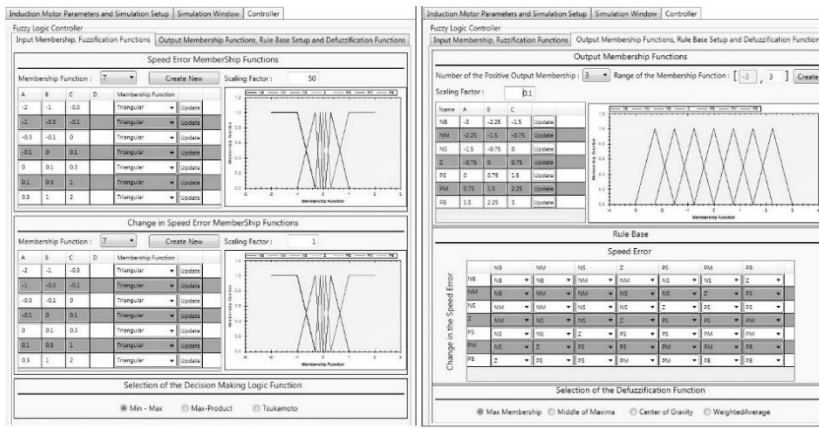 Induction Motor Parameters and Simulation Setup Simulation Window Controller
Fuzzy Logic Controller
Input Membership, Fuzzification Functions Output Membership Functions, Rule Base Setup and Defuzzification Functions
Speed Error MemberShip Functions
Membership Function : 7 Create New Scaling Factor : 50
A B C D Membership Function
-2 -1 -0.3 Triangular Update
-1 -0.3 -0.1 Triangular Update
-0.3 -0.1 0 Triangular Update
-0.1 0 0.1 Triangular Update
0 0.1 0.3 Triangular Update
0.1 0.3 1 Triangular Update
0.3 1 2 Triangular Update
Membership Function
Change in Speed Error MemberShip Functions
Membership Function : 7 Create New Scaling Factor : 1
A B C D Membership Function
-2 -1 -0.3 Triangular Update
-1 -0.3 -0.1 Triangular Update
-0.3 -0.1 0 Triangular Update
-0.1 0 0.1 Triangular Update
0 0.1 0.3 Triangular Update
0.1 0.3 1 Triangular Update
0.3 1 2 Triangular Update
Membership Function
Selection of the Decision Making Logic Function
Min - Max Max-Product Tsukamoto
Induction Motor Parameters and Simulation Setup Simulation Window Controller
Fuzzy Logic Controller
Input Membership, Fuzzification Functions Output Membership Functions, Rule Base Setup and Defuzzification Function
Output Membership Functions
Number of the Positive Output Membership : 3 Range of the Membership Function : [ -3 , 3 ] Create
Scaling Factor : 0.1
Name A B C
NB -3 -2.25 -1.5 Update
NM -2.25 -1.5 -0.75 Update
NS -1.5 -0.75 0 Update
Z -0.75 0 0.75 Update
PS 0 0.75 1.5 Update
PM 0.75 1.5 2.25 Update
PB 1.5 2.25 3 Update
Membership Function
Rule Base
Speed Error
Change in the Speed Error
NB NM NS Z PS PM PB
NB NB NB NM NM NS NS Z
NM NB NM NM NS NS Z PS
NS NM NM NS NS Z PS PS
Z NM NS NS Z PS PS PM
PS NS NS Z PS PS PM PM
PM NS Z PS PS PM PM PB
PB Z PS PS PM PM PB PB
Selection of the Defuzzification Function
Max Membership Middle of Maxima Center of Gravity WeightedAverage